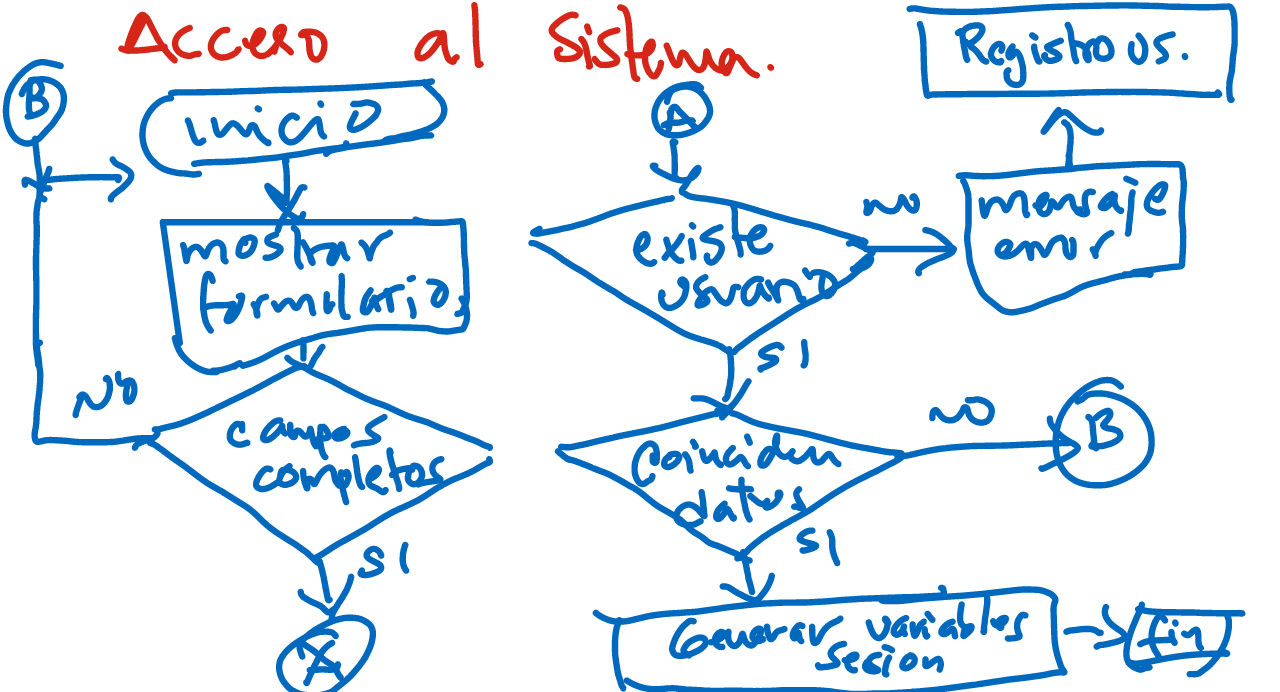 Acceso al Sistema.
B
inicio
mostrar
formulario
NO
campos
completos
SI
A
A
existe
usuario
NO
mensaje
error
Registro us.
SI
coinciden
datos
NO
B
SI
Generar variables
sesion
fin